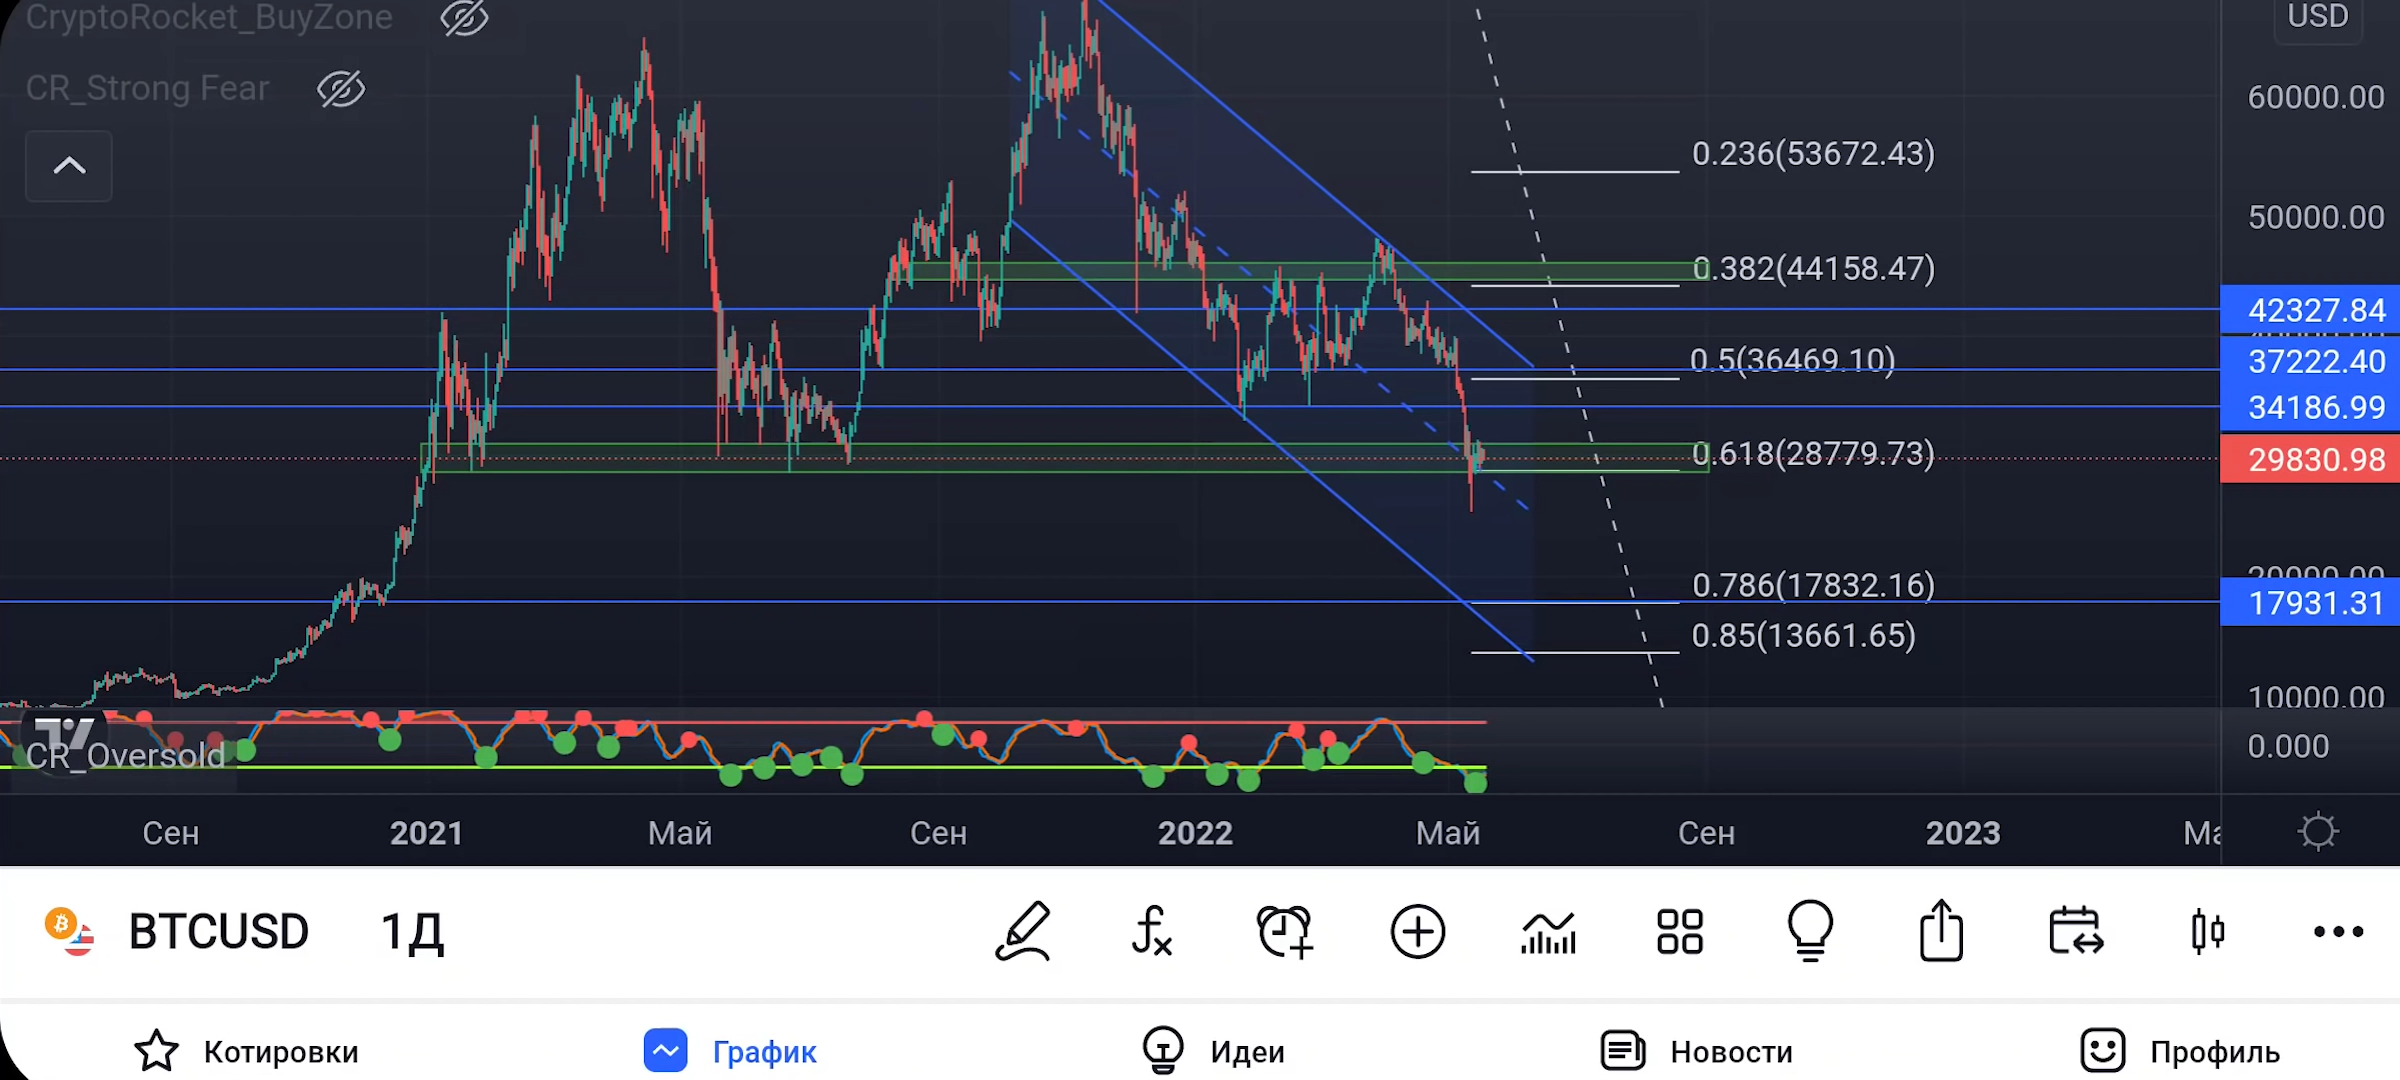 CryptoRocket_BuyZone
CR_Strong Fear
USD
60000.00
50000.00
42327.84
37222.40
34186.99
29830.98
20000.00
17931.31
10000.00
0.000
0.236(53672.43)
0.382(44158.47)
0.5(36469.10)
0.618(28779.73)
0.786(17832.16)
0.85(13661.65)
CR_Oversold
Сен 2021 Май Сен 2022 Май Сен 2023
BTCUSD 1Д
Котировки График Идеи Новости Профиль